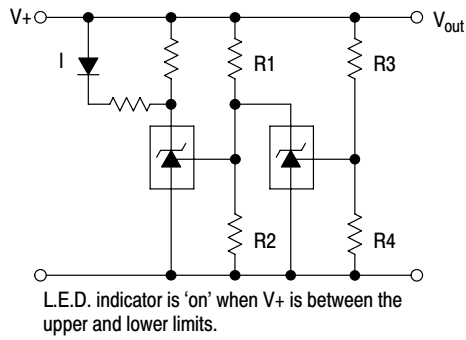 V+
Vout
I
R1
R3
R2
R4
L.E.D. indicator is ‘on’ when V+ is between the
upper and lower limits.